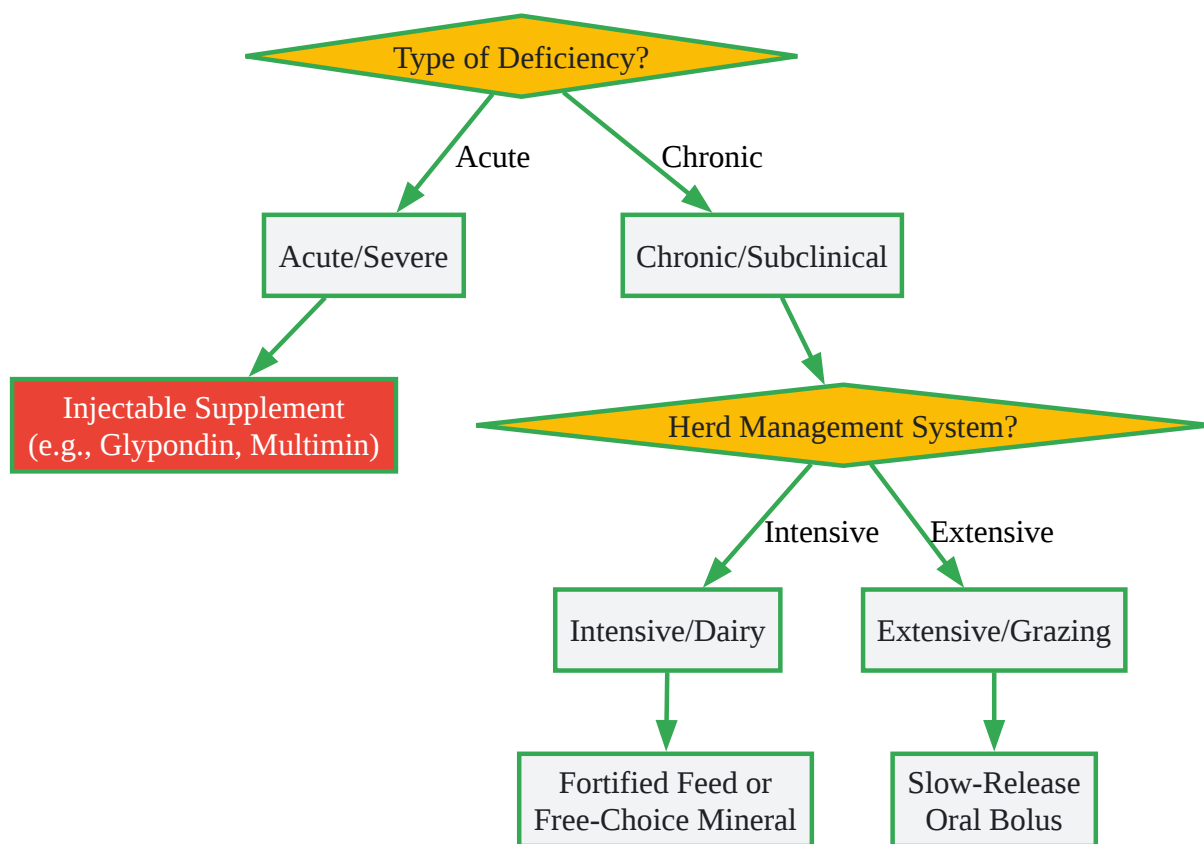 Type of Deficiency?
Acute
Chronic
Acute/Severe
Chronic/Subclinical
Injectable Supplement
(e.g., Glypondin, Multimin)
Herd Management System?
Intensive
Extensive
Intensive/Dairy
Extensive/Grazing
Fortified Feed or
Free-Choice Mineral
Slow-Release
Oral Bolus